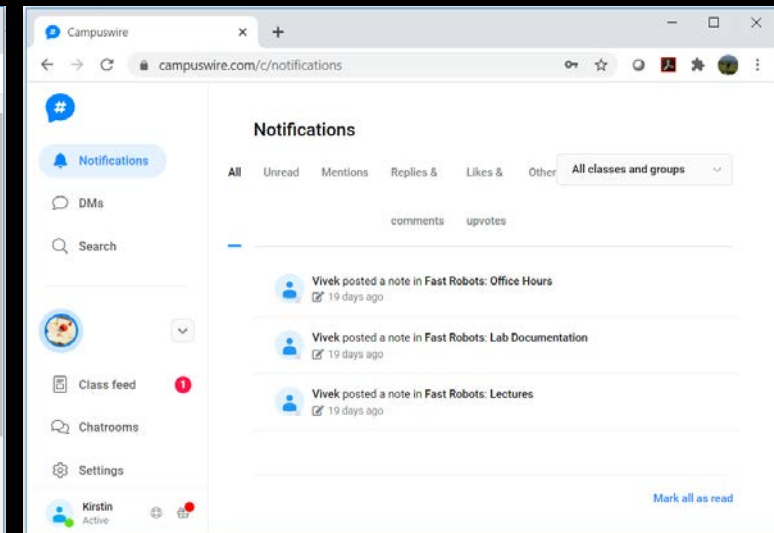 Campuswire
campuswire.com/c/notifications
#
Notifications
DMs
Search
Class feed 1
Chatrooms
Settings
Kirstin
Active
Notifications
All Unread Mentions Replies & comments Likes & upvotes Other All classes and groups
Vivek posted a note in Fast Robots: Office Hours
19 days ago
Vivek posted a note in Fast Robots: Lab Documentation
19 days ago
Vivek posted a note in Fast Robots: Lectures
19 days ago
Mark all as read